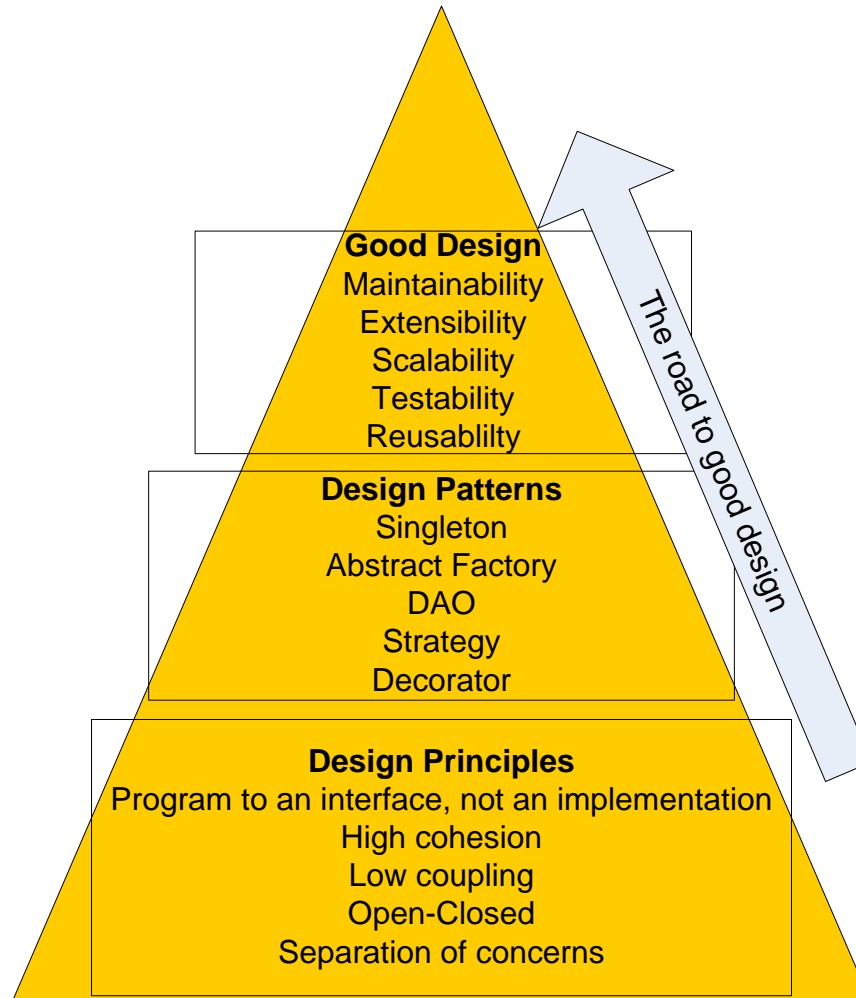 Good Design
Maintainability
Extensibility
Scalability
Testability
Reusablilty
The road to good design
Design Patterns
Singleton
Abstract Factory
DAO
Strategy
Decorator
Design Principles
Program to an interface, not an implementation
High cohesion
Low coupling
Open-Closed
Separation of concerns